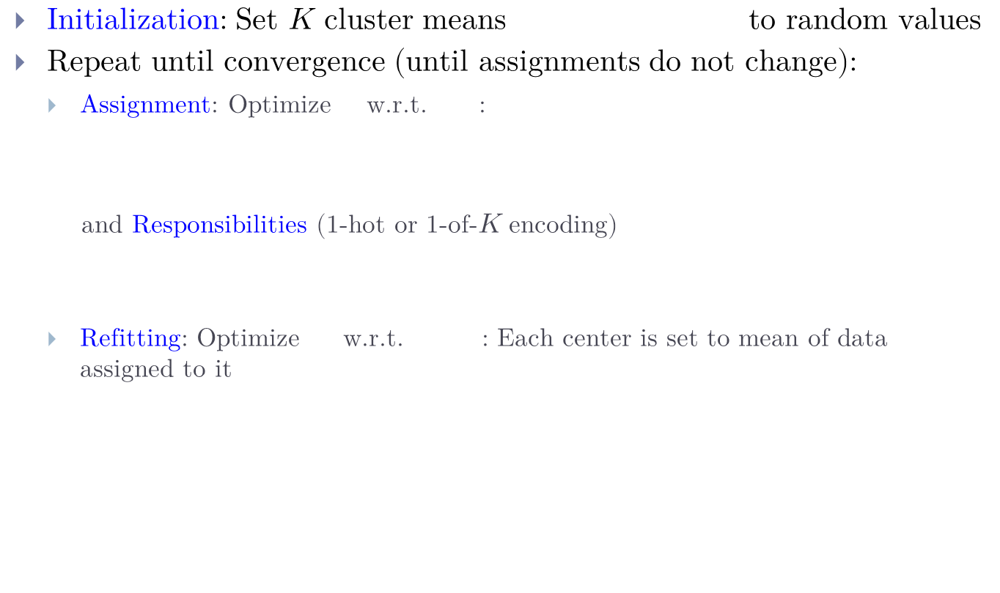 Initialization: Set K cluster means to random values
Repeat until convergence (until assignments do not change):
Assignment: Optimize w.r.t. :
and Responsibilities (1-hot or 1-of-K encoding)
Refitting: Optimize w.r.t. : Each center is set to mean of data
assigned to it